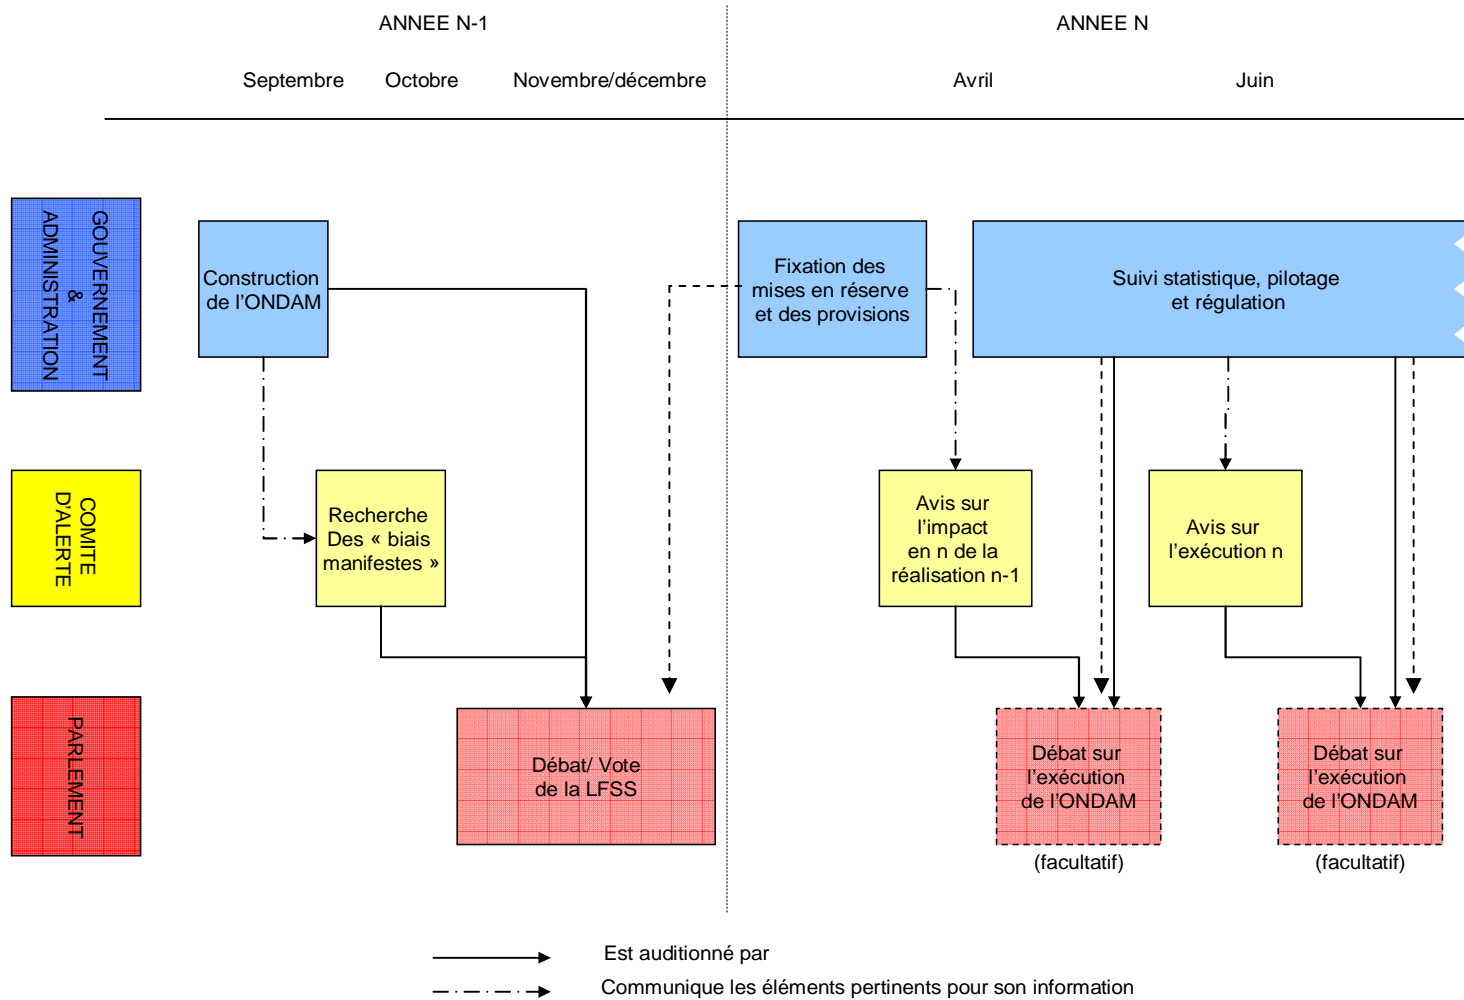 ANNEE N-1
ANNEE N
Septembre
Octobre
Novembre/décembre
Avril
Juin
GOUVERNEMENT
&
ADMINISTRATION
Construction
de l’ONDAM
Fixation des
mises en réserve
et des provisions
Suivi statistique, pilotage
et régulation
COMITE
D’ALERTE
Recherche
Des « biais
manifestes »
Avis sur
l’impact
en n de la
réalisation n-1
Avis sur
l’exécution n
PARLEMENT
Débat/ Vote
de la LFSS
Débat sur
l’exécution
de l’ONDAM
(facultatif)
Débat sur
l’exécution
de l’ONDAM
(facultatif)
Est auditionné par
Communique les éléments pertinents pour son information